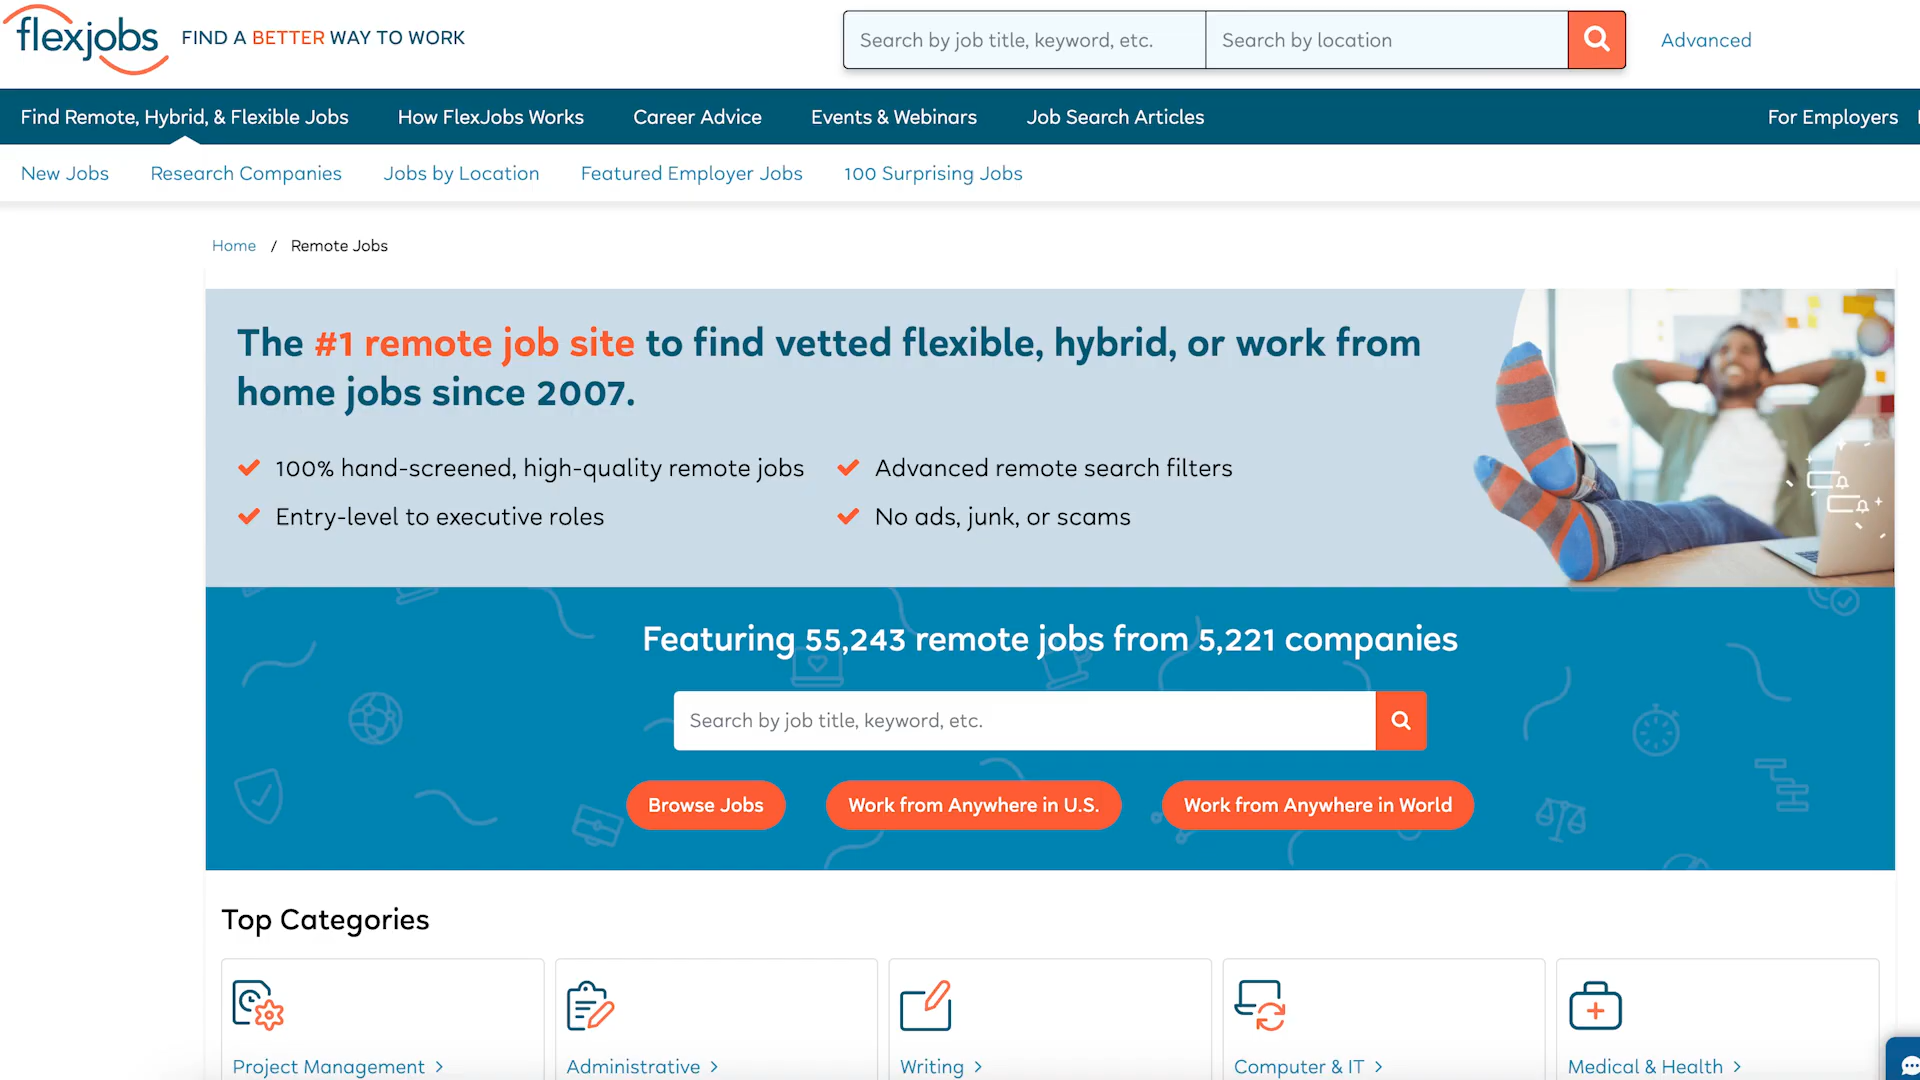 flexjobs FIND A BETTER WAY TO WORK
Search by job title, keyword, etc. Search by location Advanced
Find Remote, Hybrid, & Flexible Jobs How FlexJobs Works Career Advice Events & Webinars Job Search Articles For Employers
New Jobs Research Companies Jobs by Location Featured Employer Jobs 100 Surprising Jobs
Home / Remote Jobs
The #1 remote job site to find vetted flexible, hybrid, or work from
home jobs since 2007.
100% hand-screened, high-quality remote jobs Advanced remote search filters
Entry-level to executive roles No ads, junk, or scams
Featuring 55,243 remote jobs from 5,221 companies
Search by job title, keyword, etc.
Browse Jobs Work from Anywhere in U.S. Work from Anywhere in World
Top Categories
Project Management Administrative Writing Computer & IT Medical & Health